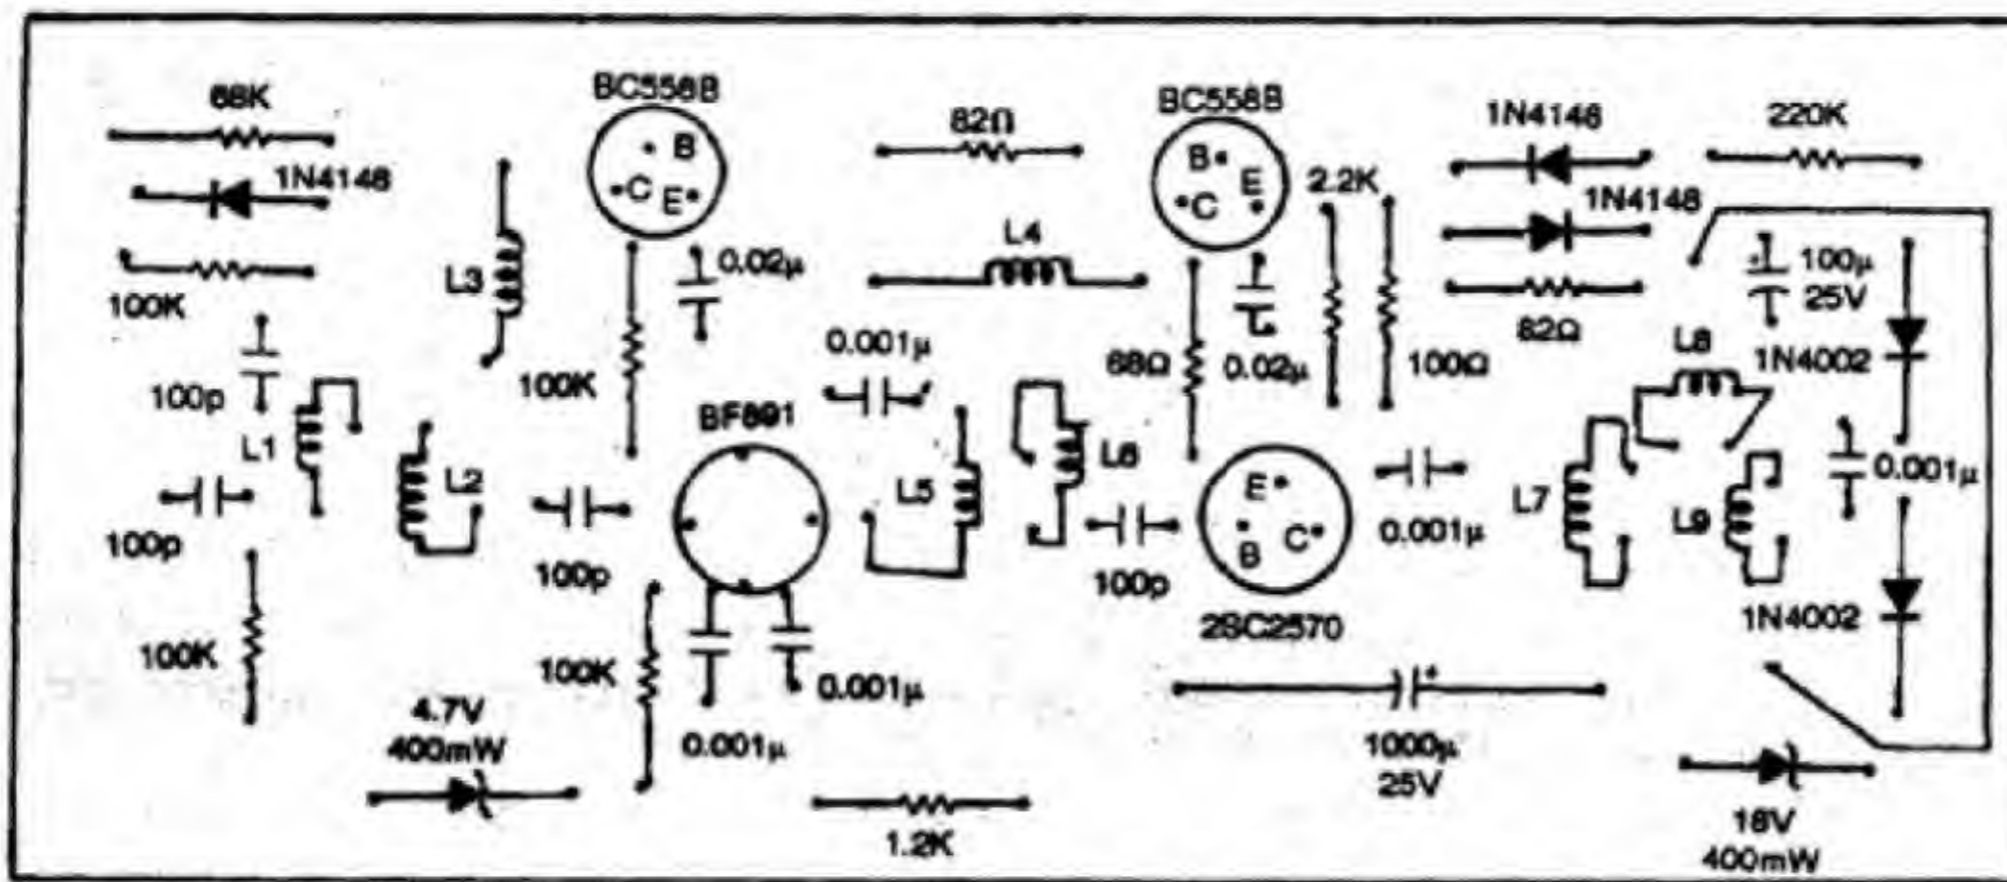 68K
BC558B
82Ω
BC558B
1N4148
220K
B
1N4148
C
E
B
E
C
2.2K
1N4148
100K
L3
0.02µ
L4
100µ
25V
82Ω
100p
100K
0.001µ
68Ω
0.02µ
100Ω
L8
1N4002
L1
BF891
L2
L5
L6
E
B
C
L7
L9
0.001µ
100p
100p
100p
0.001µ
2SC2570
1N4002
100K
100K
0.001µ
0.001µ
4.7V
400mW
1000µ
25V
1.2K
18V
400mW